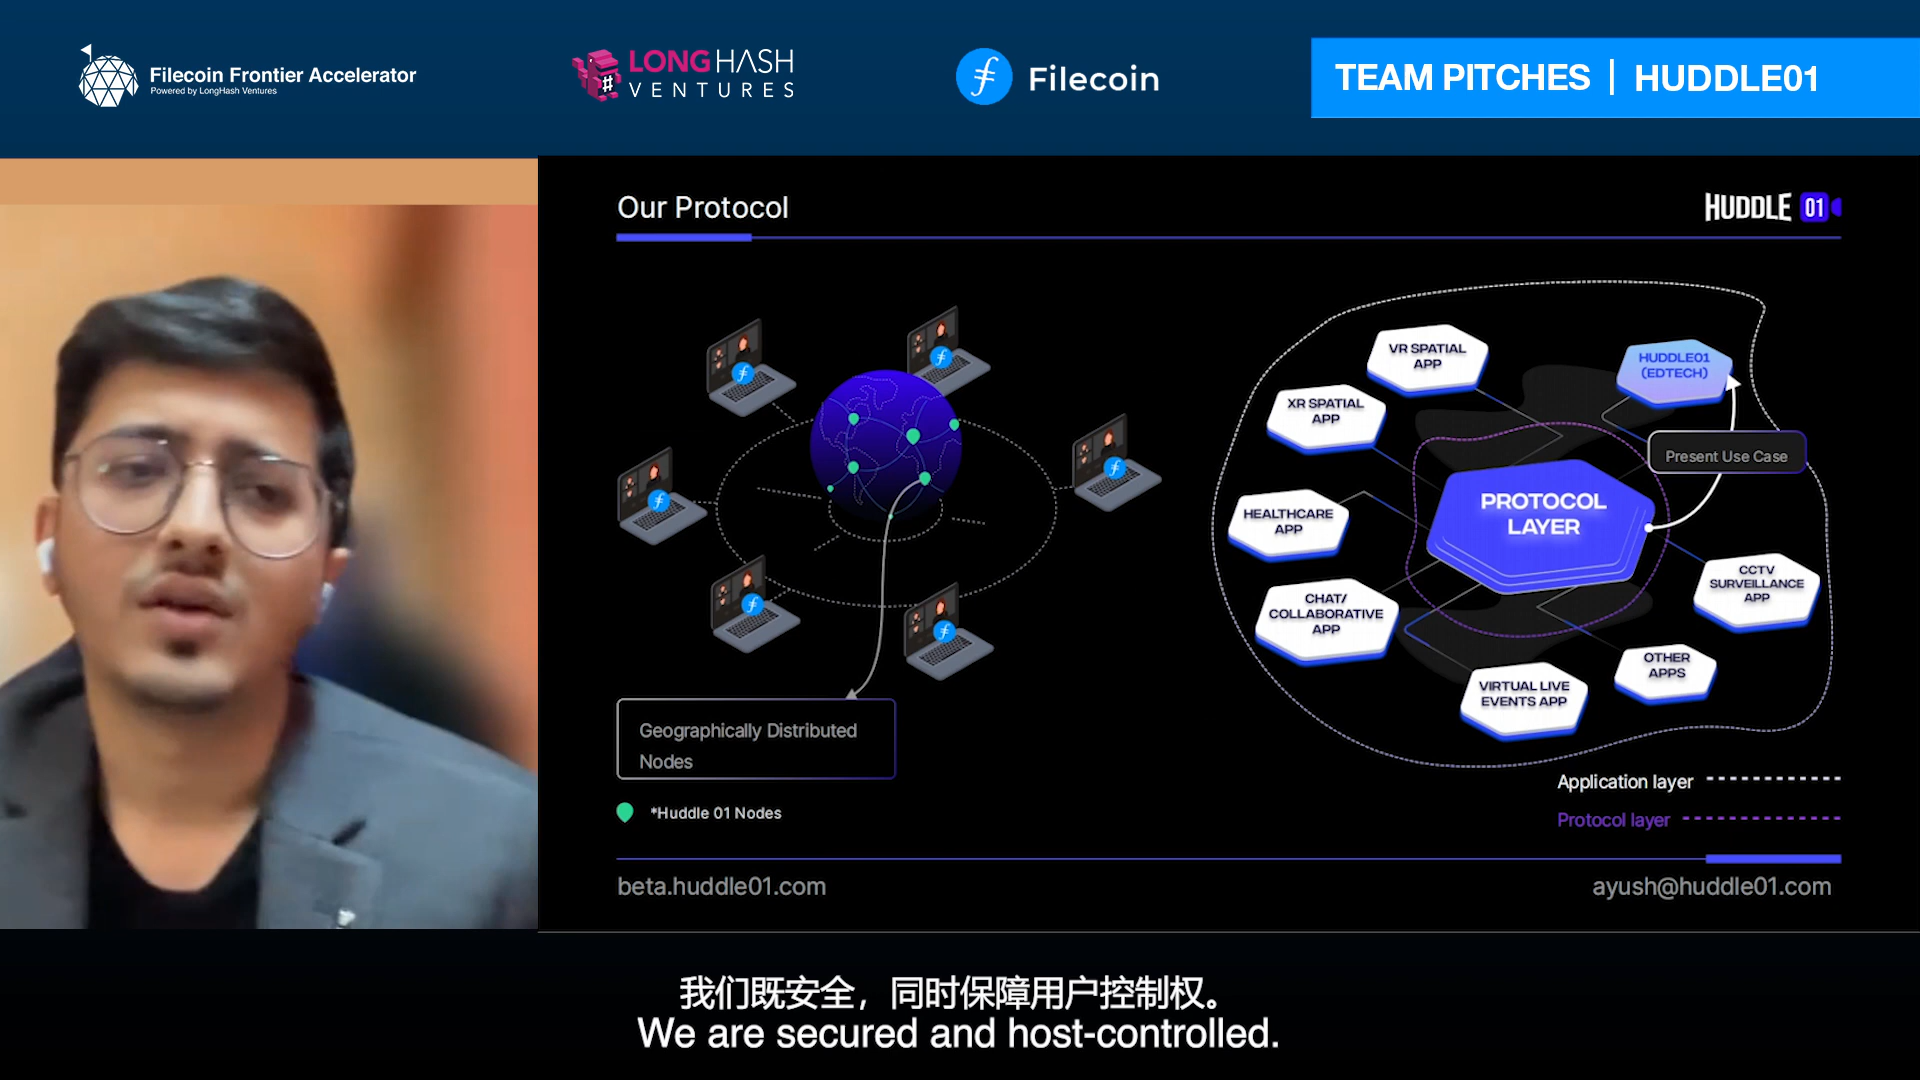 Filecoin Frontier Accelerator
Powered by LongHash Ventures
LONGHASH
VENTURES
Filecoin
TEAM PITCHES | HUDDLE01
Our Protocol
HUDDLE 01
VR SPATIAL
APP
HUDDLE01
(EDTECH)
XR SPATIAL
APP
Present Use Case
PROTOCOL
LAYER
HEALTHCARE
APP
CCTV
SURVEILLANCE
APP
CHAT/
COLLABORATIVE
APP
OTHER
APPS
VIRTUAL LIVE
EVENTS APP
Geographically Distributed
Nodes
*Huddle 01 Nodes
Application layer
Protocol layer
beta.huddle01.com
ayush@huddle01.com
我们既安全，同时保障用户控制权。
We are secured and host-controlled.